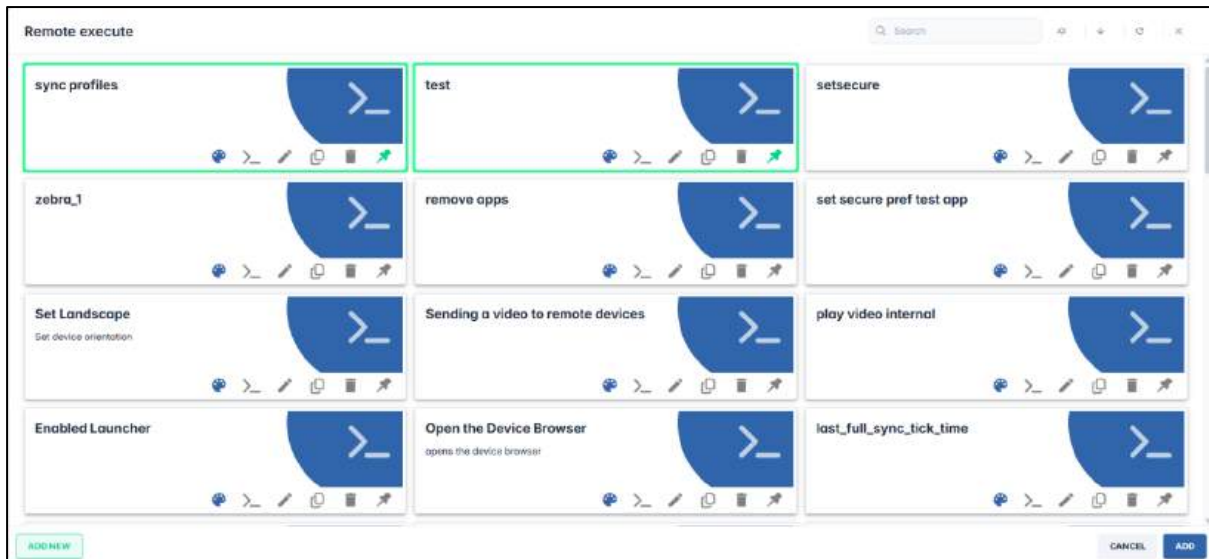 Remote execute
Search
sync profiles
test
setsecure
zebra_1
remove apps
set secure pref test app
Set Landscape
Set device orientation
Sending a video to remote devices
play video internal
Enabled Launcher
Open the Device Browser
opens the device browser
last_full_sync_tick_time
ADD NEW
CANCEL
ADD